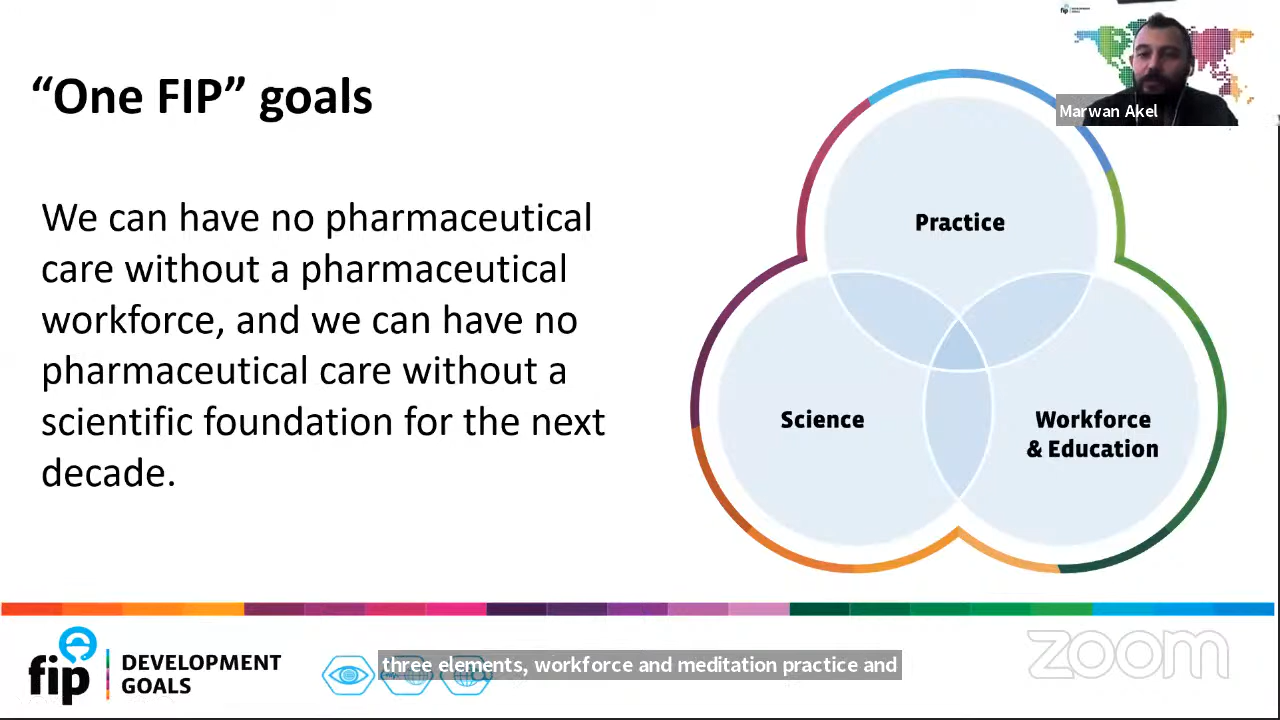 “One FIP” goals
We can have no pharmaceutical
care without a pharmaceutical
workforce, and we can have no
pharmaceutical care without a
scientific foundation for the next
decade.
Marwan Akel
Practice
Science
Workforce
& Education
fip
DEVELOPMENT
GOALS
three elements, workforce and meditation practice and
zoom